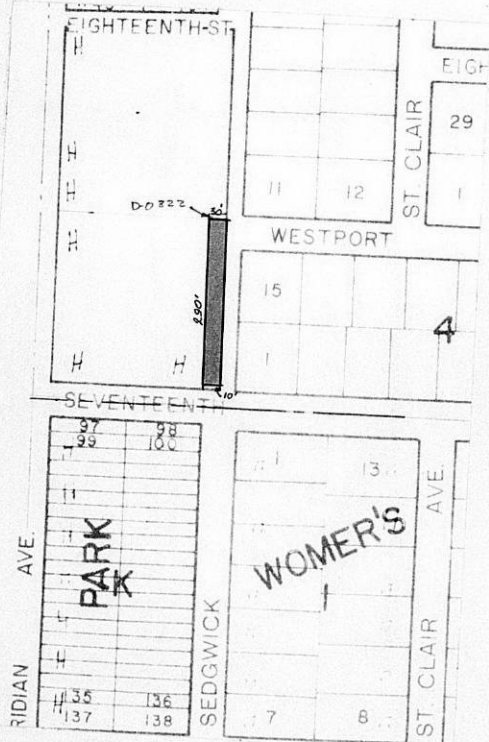 EIGHTEENTH-ST.
H
EIGH
29
H
ST. CLAIR
H
11
12
1
D-0322
30'
H
WESTPORT
15
290'
4
H
H
1
10'
SEVENTEENTH
97
98
99
100
H
1
13
H
AVE.
AVE.
H
PARK
K
WOMER'S
1
H
H
SEDGWICK
RIDIAN
ST. CLAIR
H
135
136
137
138
7
8